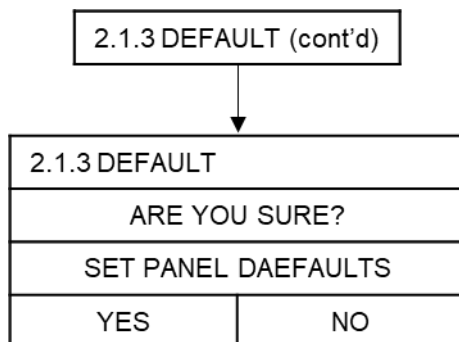 2.1.3 DEFAULT (cont’d)
2.1.3 DEFAULT
ARE YOU SURE?
SET PANEL DAEFAULTS
YES NO